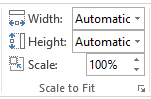 Width: Automatic
Height: Automatic
Scale: 100%
Scale to Fit